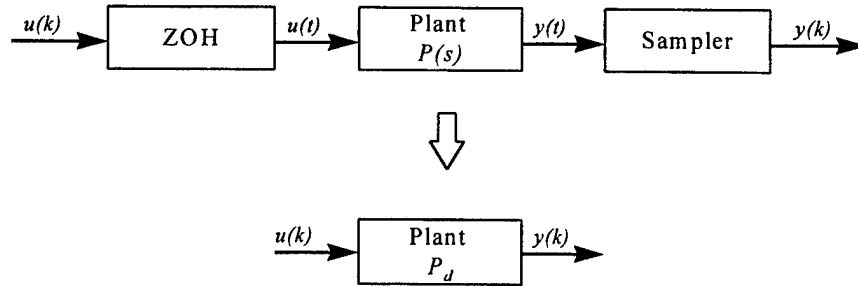 u(k) ZOH u(t) Plant P(s) y(t) Sampler y(k)
u(k) Plant P_d y(k)